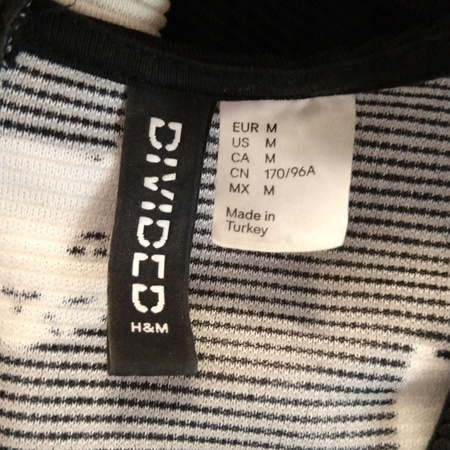 DIVIDED
H&M
EUR M
US M
CA M
CN 170/96A
MX M
Made in
Turkey